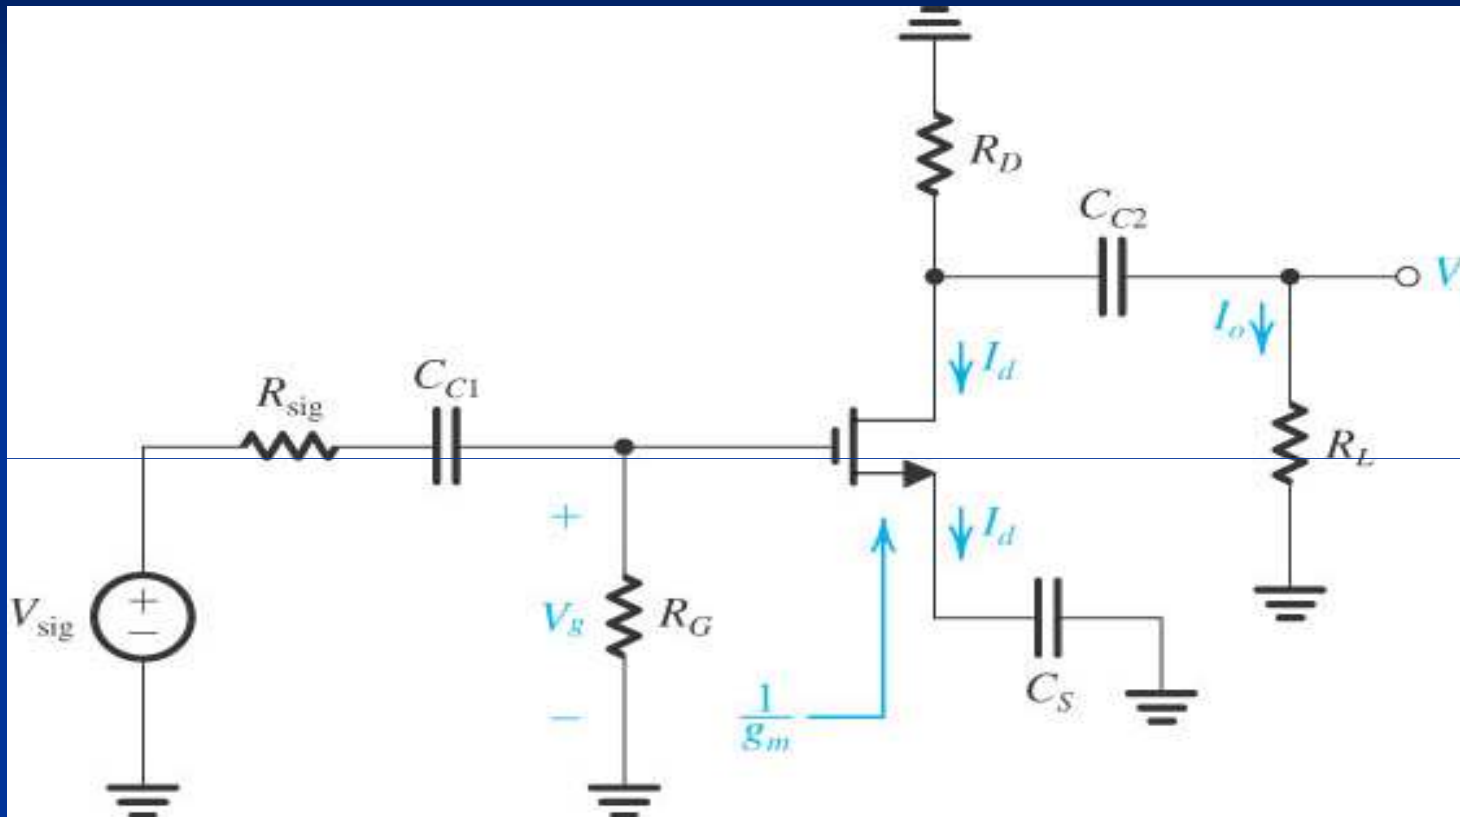 R_D
C_C2
V
I_o
I_d
R_sig
C_C1
R_L
+
I_d
V_sig
+
−
V_g
R_G
C_S
−
1
g_m